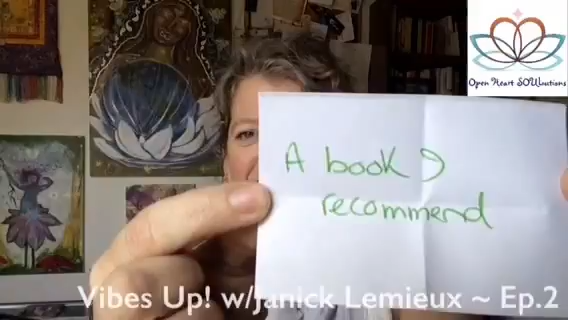 Open Heart SOULutions
A book I
recommend
Vibes Up! w/Janick Lemieux ~ Ep.2